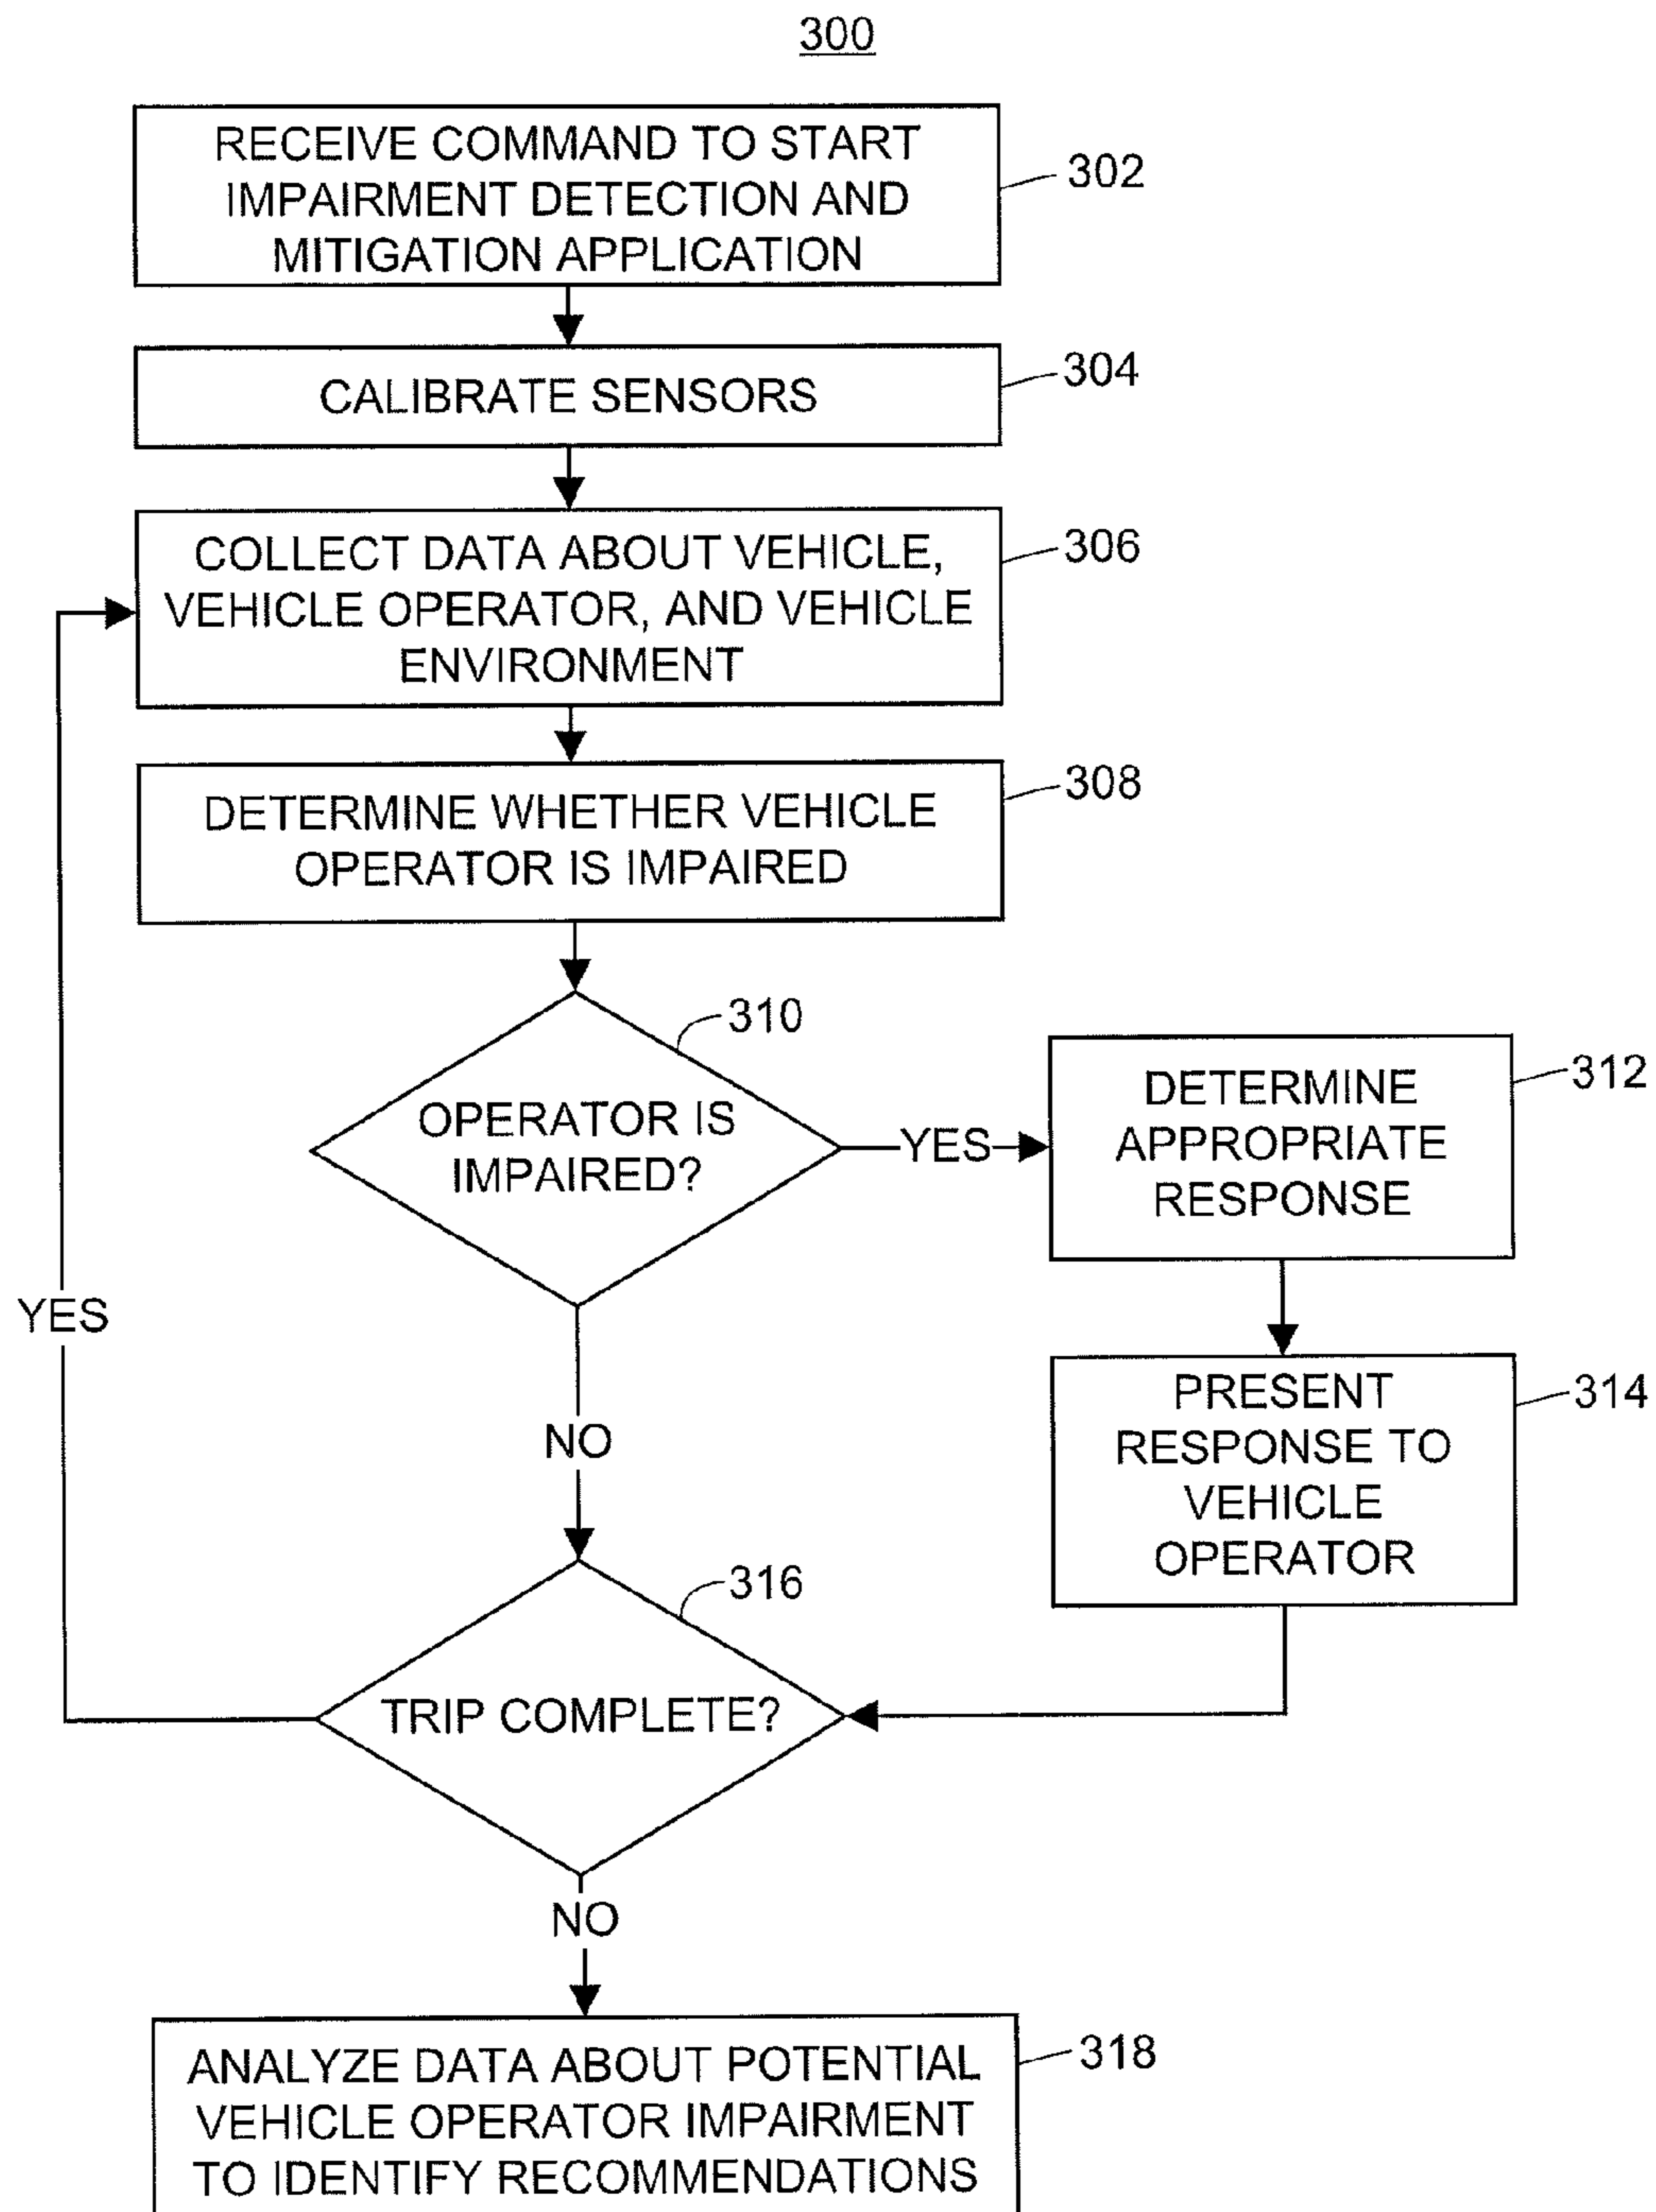 300
RECEIVE COMMAND TO START
IMPAIRMENT DETECTION AND
MITIGATION APPLICATION
302
CALIBRATE SENSORS
304
COLLECT DATA ABOUT VEHICLE,
VEHICLE OPERATOR, AND VEHICLE
ENVIRONMENT
306
DETERMINE WHETHER VEHICLE
OPERATOR IS IMPAIRED
308
310
OPERATOR IS
IMPAIRED?
YES
DETERMINE
APPROPRIATE
RESPONSE
312
YES
NO
PRESENT
RESPONSE TO
VEHICLE
OPERATOR
314
316
TRIP COMPLETE?
NO
ANALYZE DATA ABOUT POTENTIAL
VEHICLE OPERATOR IMPAIRMENT
TO IDENTIFY RECOMMENDATIONS
318